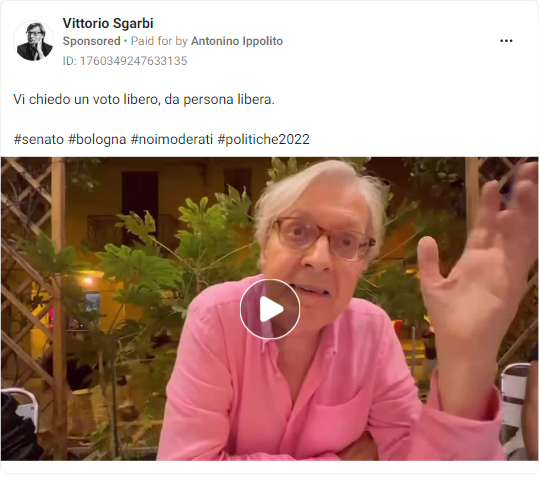 Vittorio Sgarbi
Sponsored • Paid for by Antonino Ippolito
ID: 1760349247633135
Vi chiedo un voto libero, da persona libera.
#senato #bologna #noimoderati #politiche2022